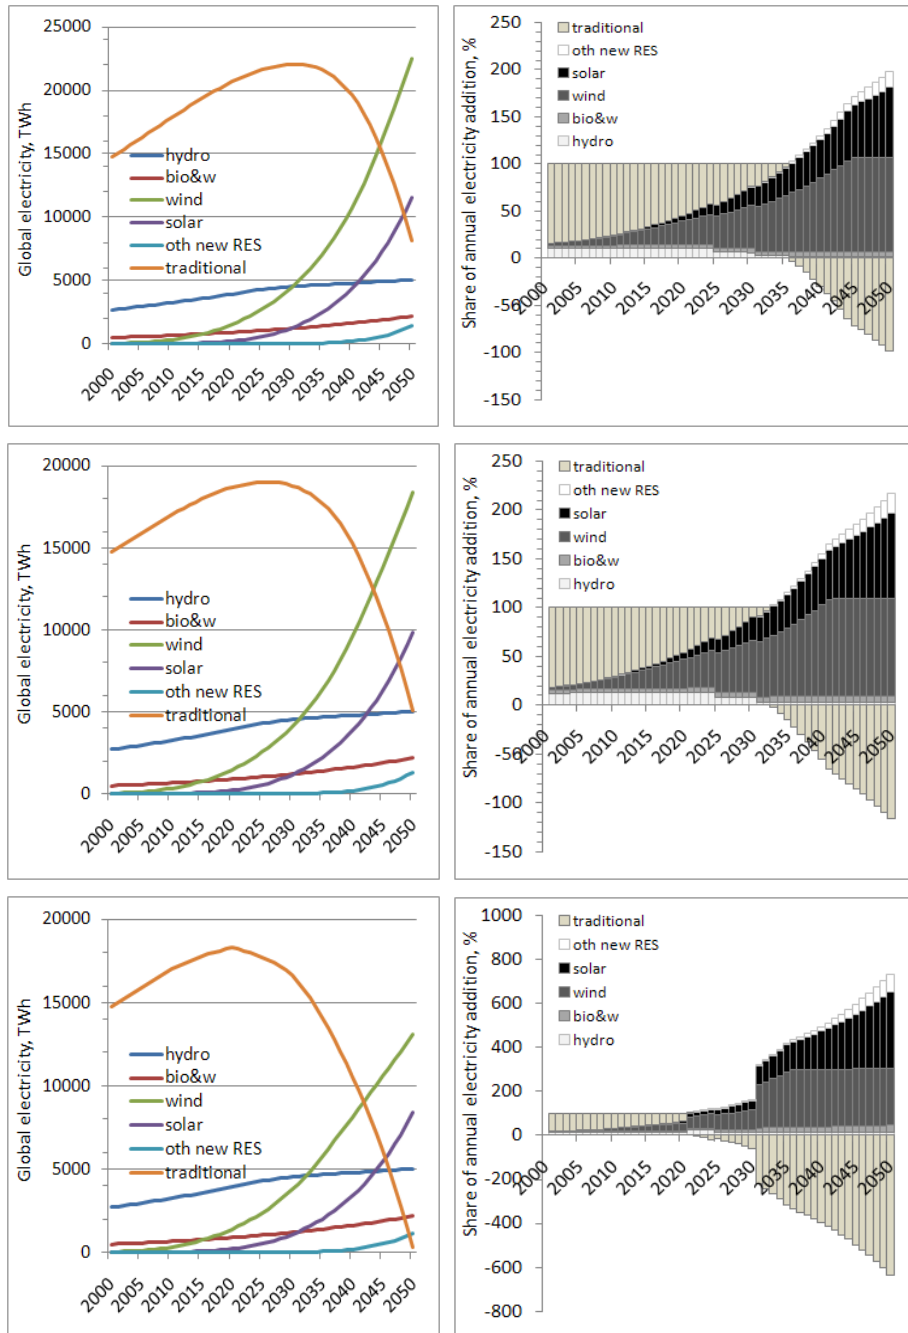 Global electricity, TWh
25000
20000
15000
10000
5000
0
hydro
bio&w
wind
solar
oth new RES
traditional
2000 2005 2010 2015 2020 2025 2030 2035 2040 2045 2050
Share of annual electricity addition, %
250
200
150
100
50
0
-50
-100
-150
traditional
oth new RES
solar
wind
bio&w
hydro
2000 2005 2010 2015 2020 2025 2030 2035 2040 2045 2050
Global electricity, TWh
20000
15000
10000
5000
0
hydro
bio&w
wind
solar
oth new RES
traditional
2000 2005 2010 2015 2020 2025 2030 2035 2040 2045 2050
Share of annual electricity addition, %
250
200
150
100
50
0
-50
-100
-150
traditional
oth new RES
solar
wind
bio&w
hydro
2000 2005 2010 2015 2020 2025 2030 2035 2040 2045 2050
Global electricity, TWh
20000
15000
10000
5000
0
hydro
bio&w
wind
solar
oth new RES
traditional
2000 2005 2010 2015 2020 2025 2030 2035 2040 2045 2050
Share of annual electricity addition, %
1000
800
600
400
200
0
-200
-400
-600
-800
traditional
oth new RES
solar
wind
bio&w
hydro
2000 2005 2010 2015 2020 2025 2030 2035 2040 2045 2050